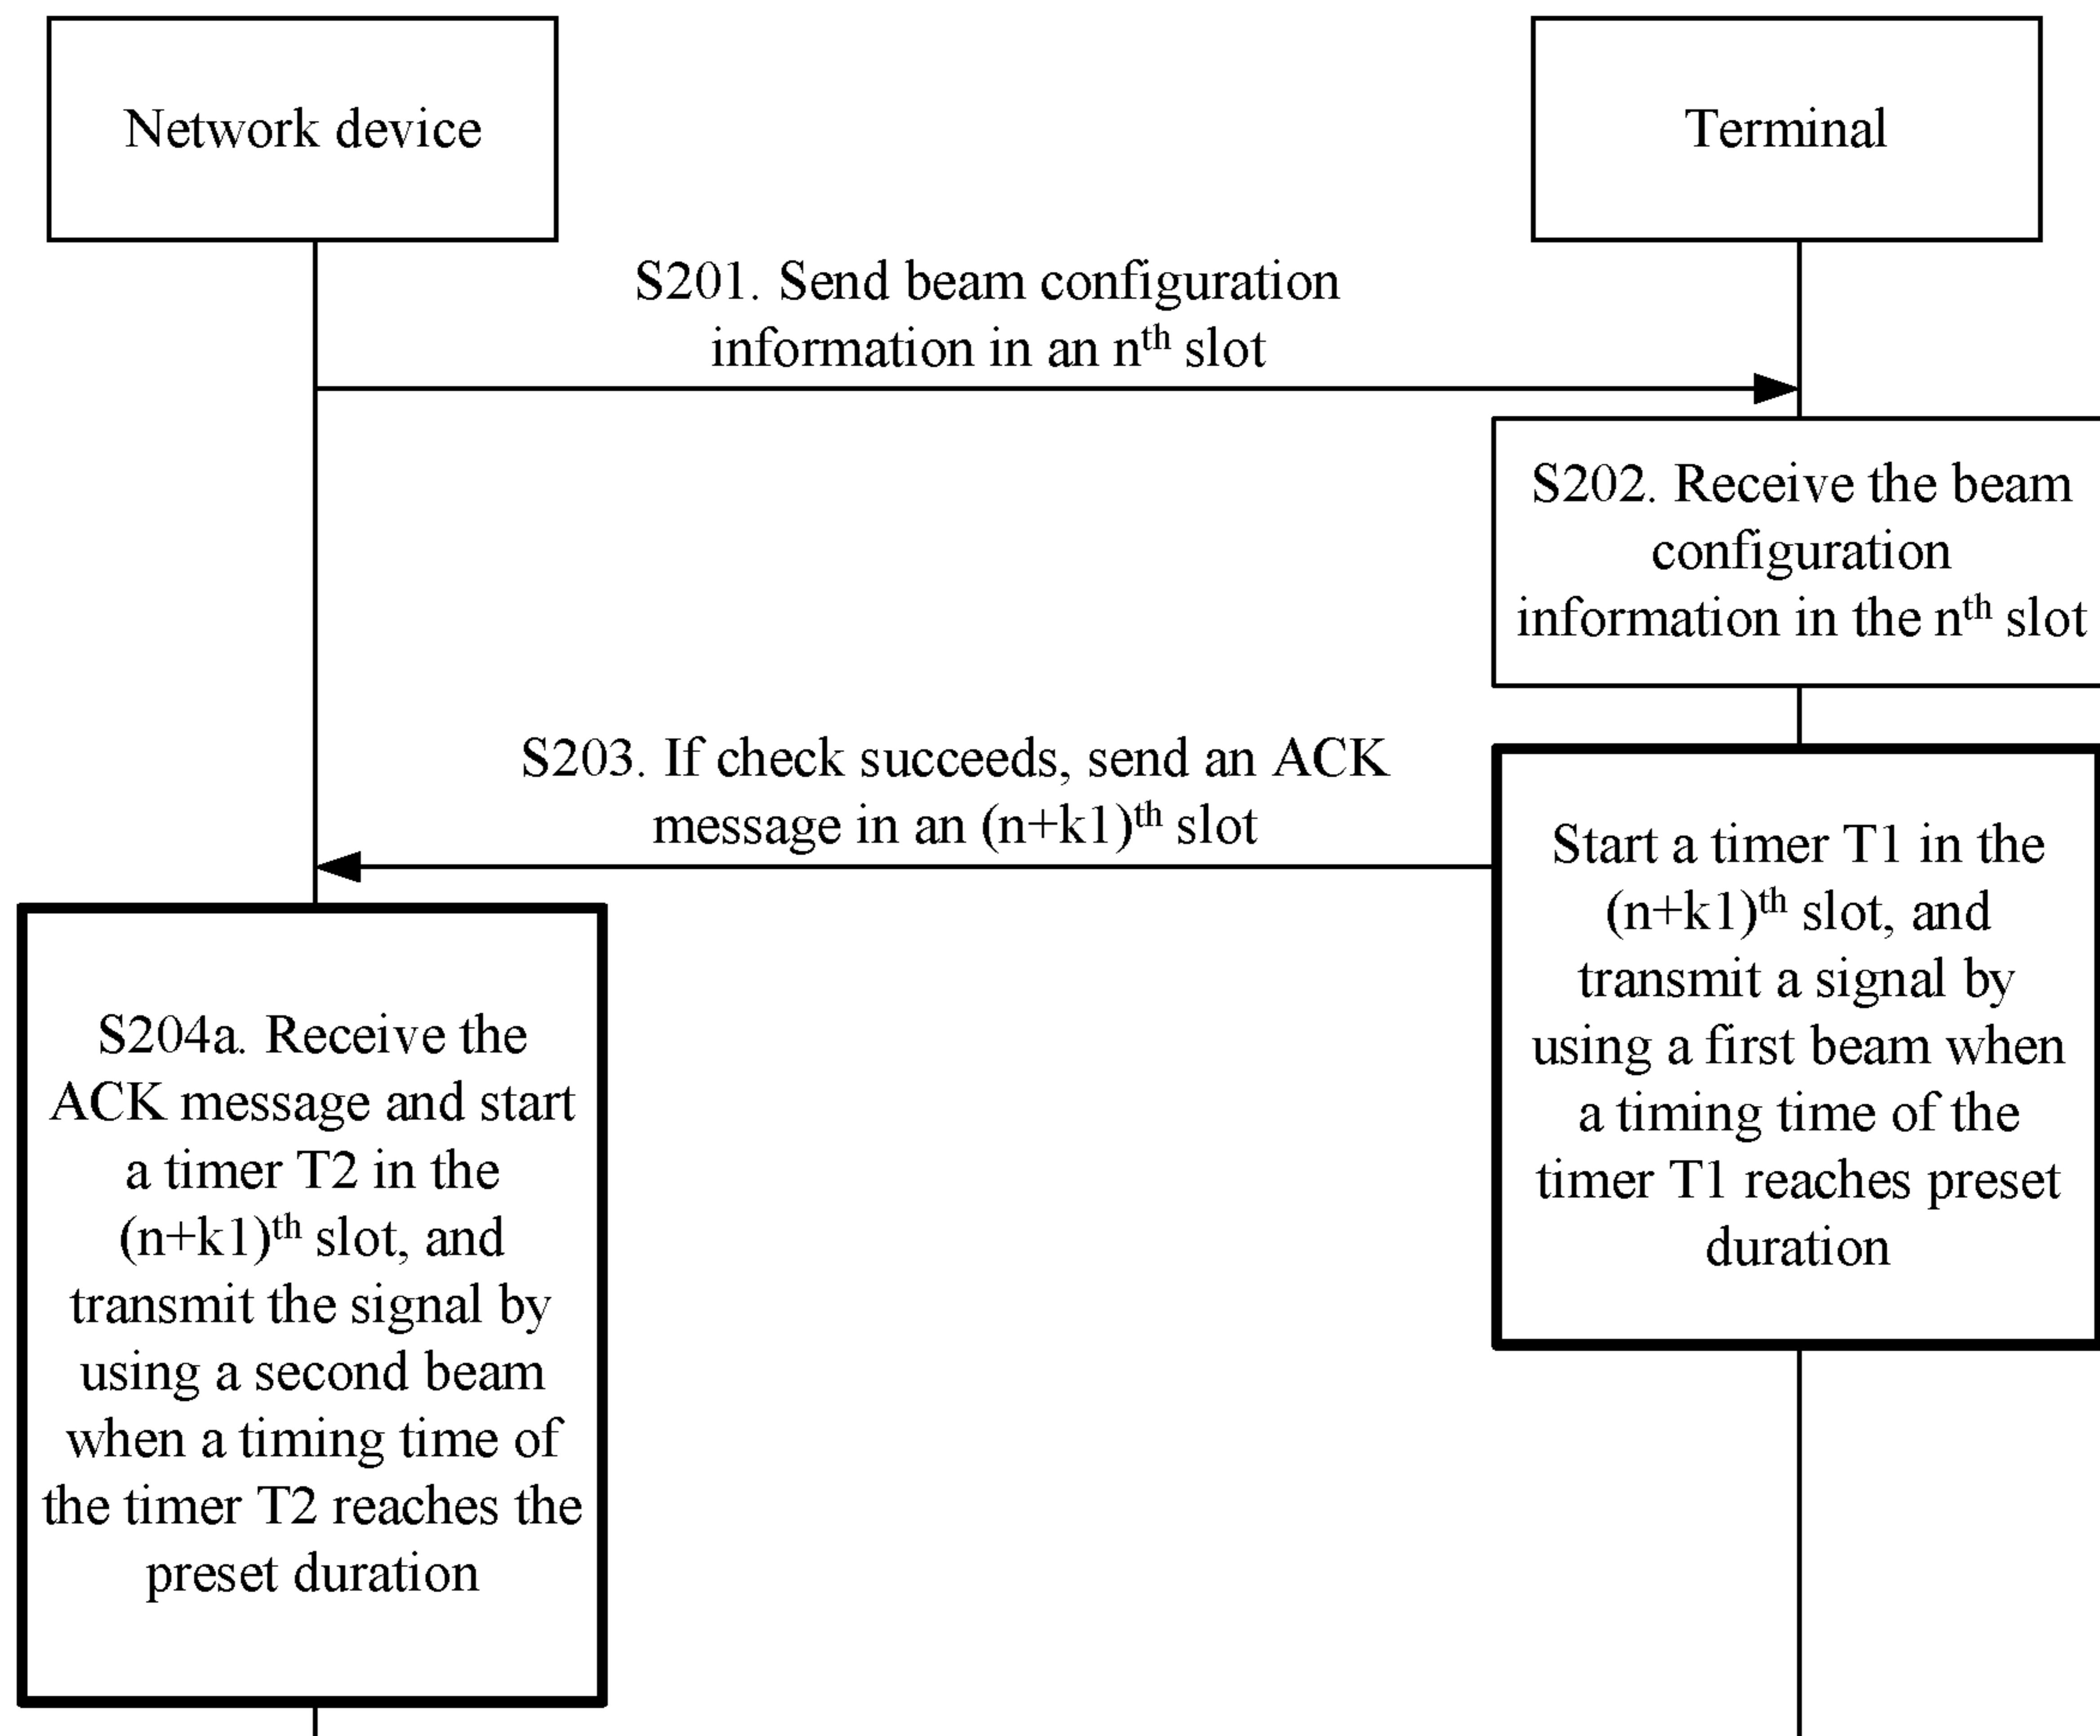 Network device
Terminal
S201. Send beam configuration
information in an nth slot
S202. Receive the beam
configuration
information in the nth slot
S203. If check succeeds, send an ACK
message in an (n+k1)th slot
Start a timer T1 in the
(n+k1)th slot, and
transmit a signal by
using a first beam when
a timing time of the
timer T1 reaches preset
duration
S204a. Receive the
ACK message and start
a timer T2 in the
(n+k1)th slot, and
transmit the signal by
using a second beam
when a timing time of
the timer T2 reaches the
preset duration